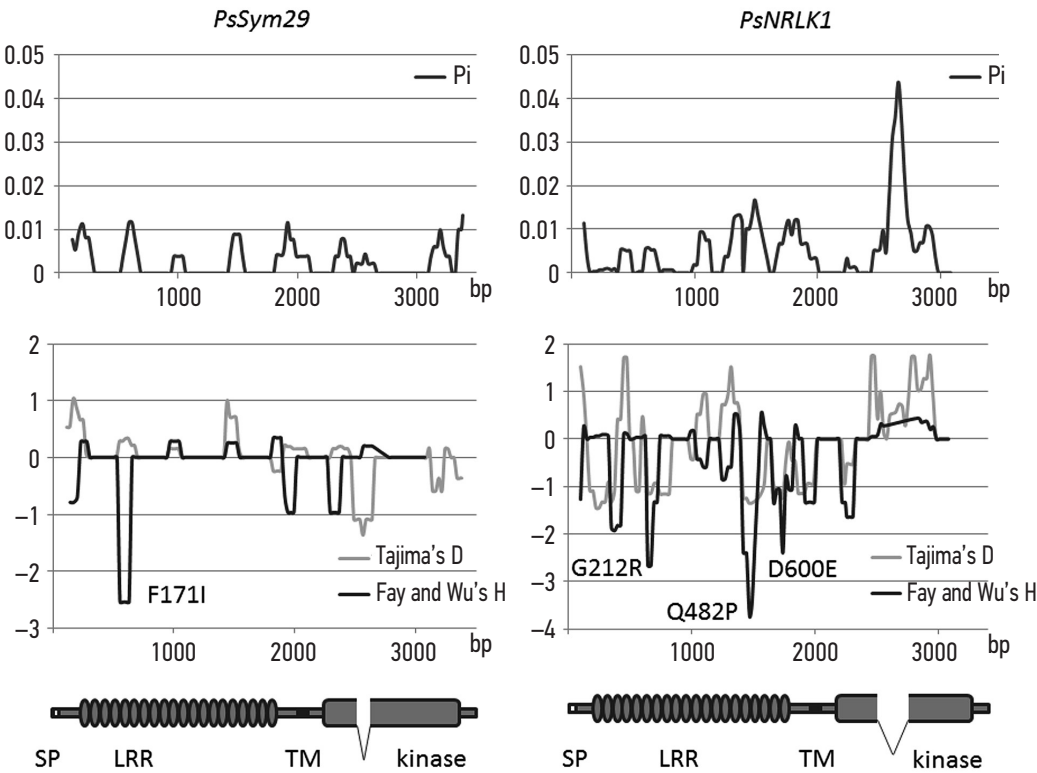 PsSym29
PsNRLK1
0.05
0.04
0.03
0.02
0.01
0
Pi
1000
2000
3000
bp
0.05
0.04
0.03
0.02
0.01
0
Pi
1000
2000
3000
bp
2
1
0
–1
–2
–3
F171I
Tajima's D
Fay and Wu's H
1000
2000
3000
bp
2
1
0
–1
–2
–3
–4
G212R
Q482P
D600E
Tajima's D
Fay and Wu's H
1000
2000
3000
bp
SP LRR TM kinase
SP LRR TM kinase